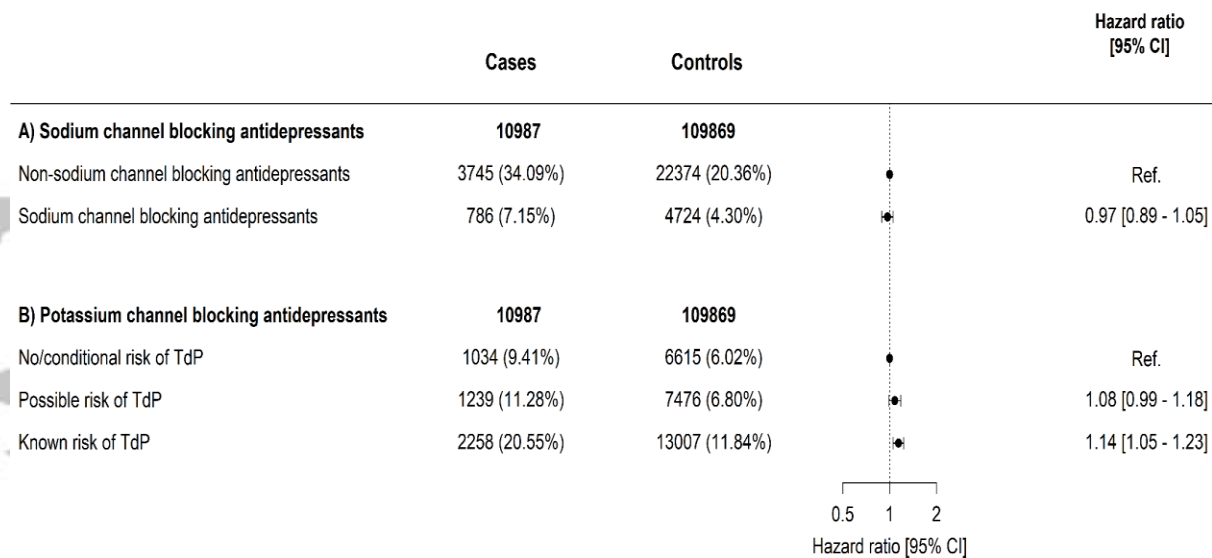 Hazard ratio
[95% CI]
Cases Controls
A) Sodium channel blocking antidepressants 10987 109869
Non-sodium channel blocking antidepressants 3745 (34.09%) 22374 (20.36%) Ref.
Sodium channel blocking antidepressants 786 (7.15%) 4724 (4.30%) 0.97 [0.89 - 1.05]
B) Potassium channel blocking antidepressants 10987 109869
No/conditional risk of TdP 1034 (9.41%) 6615 (6.02%) Ref.
Possible risk of TdP 1239 (11.28%) 7476 (6.80%) 1.08 [0.99 - 1.18]
Known risk of TdP 2258 (20.55%) 13007 (11.84%) 1.14 [1.05 - 1.23]
0.5 1 2
Hazard ratio [95% CI]